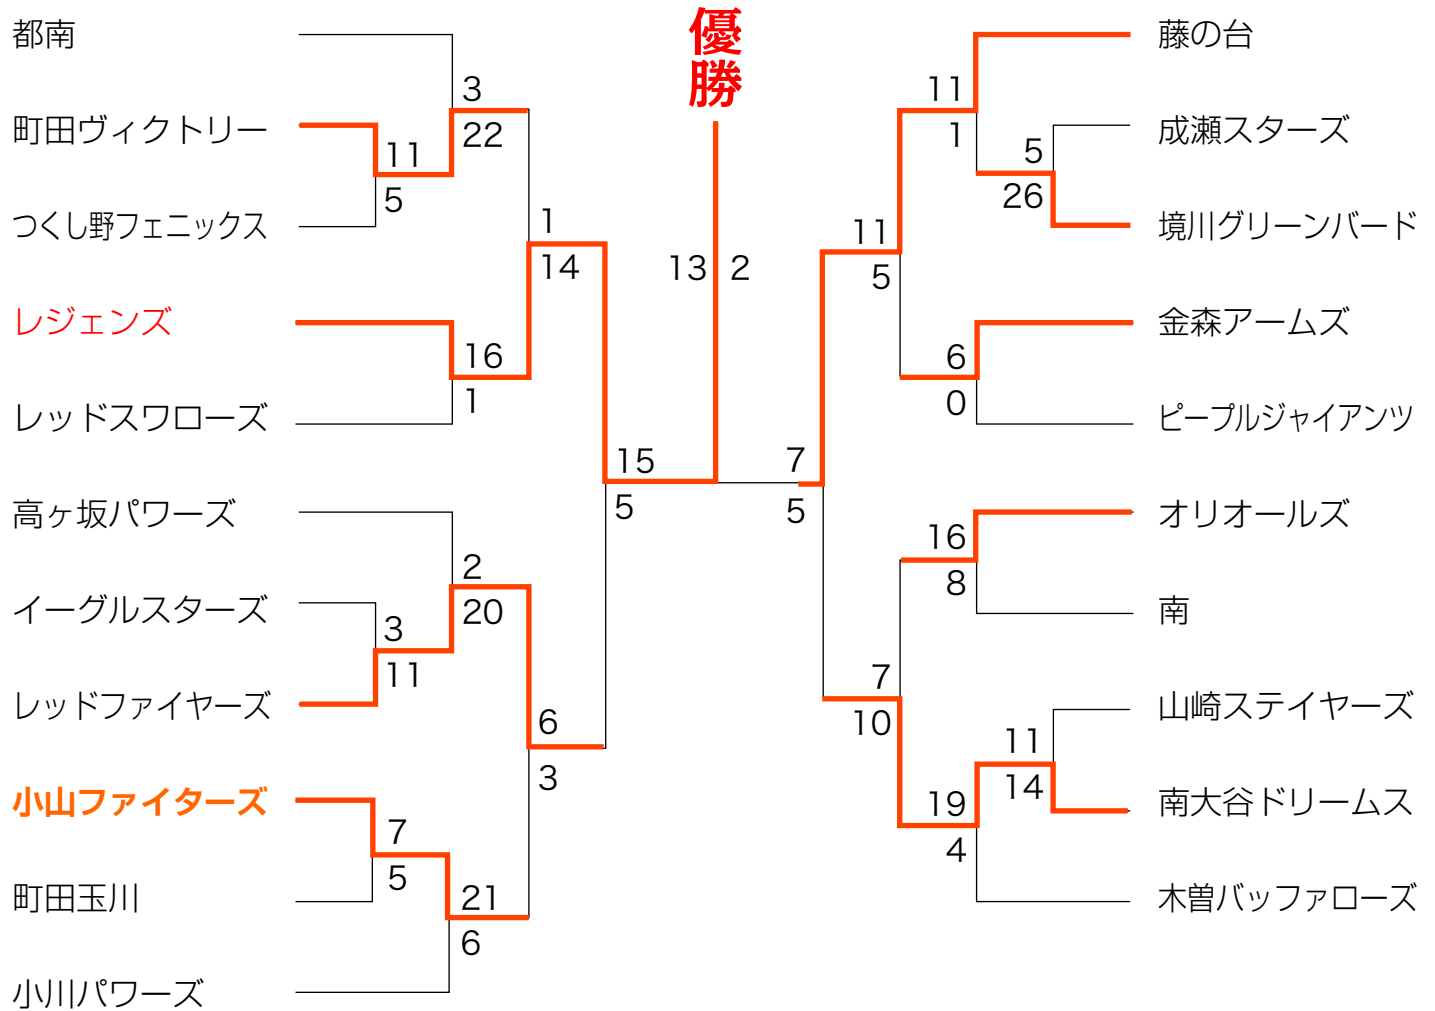 都南
町田ヴィクトリー
つくし野フェニックス
レジェンズ
レッドスワローズ
高ヶ坂パワーズ
イーグルスターズ
レッドファイヤーズ
小山ファイターズ
町田玉川
小川パワーズ
3
22
11
5
1
14
16
1
15
5
2
20
3
11
6
3
7
5
21
6
優勝
13
2
11
1
5
26
11
5
6
0
7
5
16
8
7
10
11
14
19
4
藤の台
成瀬スターズ
境川グリーンバード
金森アームズ
ピープルジャイアンツ
オリオールズ
南
山崎ステイヤーズ
南大谷ドリームス
木曽バッファローズ